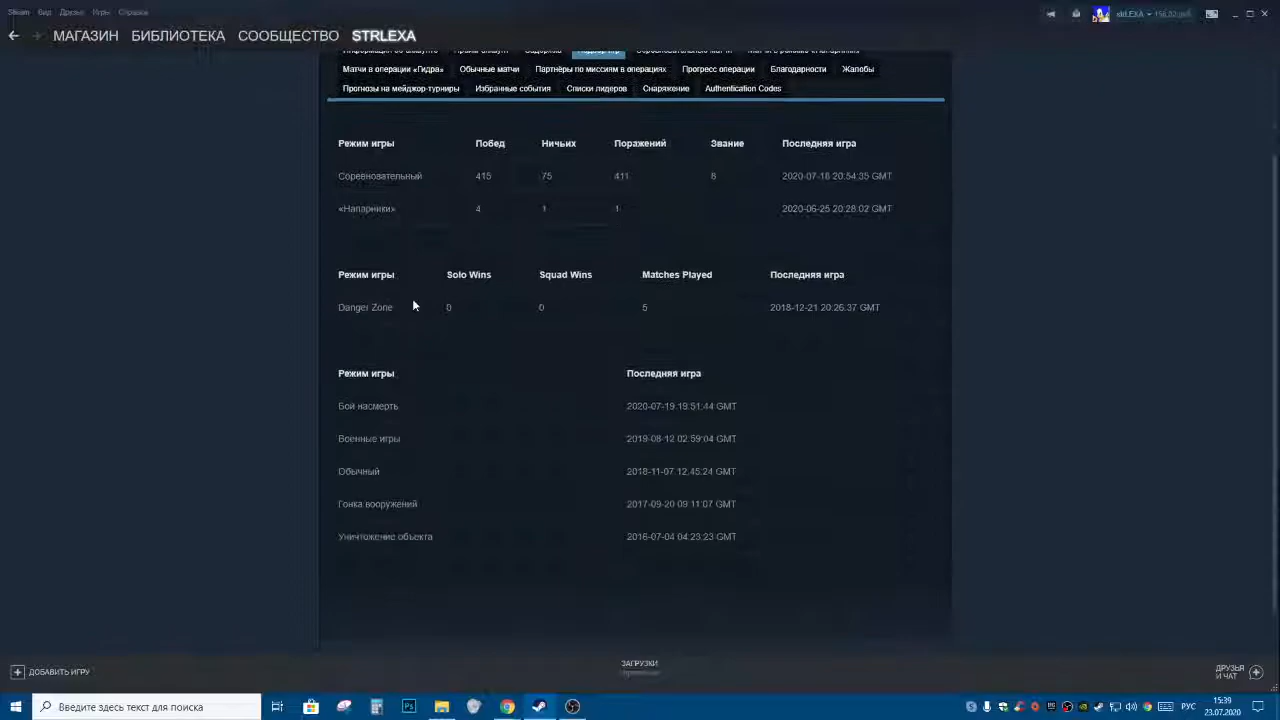 Steam Вид Друзья Игры Справка
strLEXA
МАГАЗИН БИБЛИОТЕКА СООБЩЕСТВО STRLEXA
Матчи в операции «Гидра» Обычные матчи Партнёры по миссиям в операциях Прогресс операции Благодарности Жалобы
Прогнозы на мейджор-турниры Избранные события Списки лидеров Снаряжение Authentication Codes
Режим игры Побед Ничьих Поражений Звание Последняя игра
Соревновательный 415 75 411 8 2020-07-18 20:54:35 GMT
«Напарники» 4 1 1 2020-06-25 20:28:02 GMT
Режим игры Solo Wins Squad Wins Matches Played Последняя игра
Danger Zone 0 0 5 2018-12-21 20:26:37 GMT
Режим игры Последняя игра
Бой насмерть 2020-07-19 19:51:44 GMT
Военные игры 2019-08-12 02:59:04 GMT
Обычный 2018-11-07 12:45:24 GMT
Гонка вооружений 2017-09-20 09:11:07 GMT
Уничтожение объекта 2016-07-04 04:23:23 GMT
ДОБАВИТЬ ИГРУ
ЗАГРУЗКИ
ДРУЗЬЯ
И ЧАТ
Введите здесь текст для поиска
РУС
15:39
23.07.2020